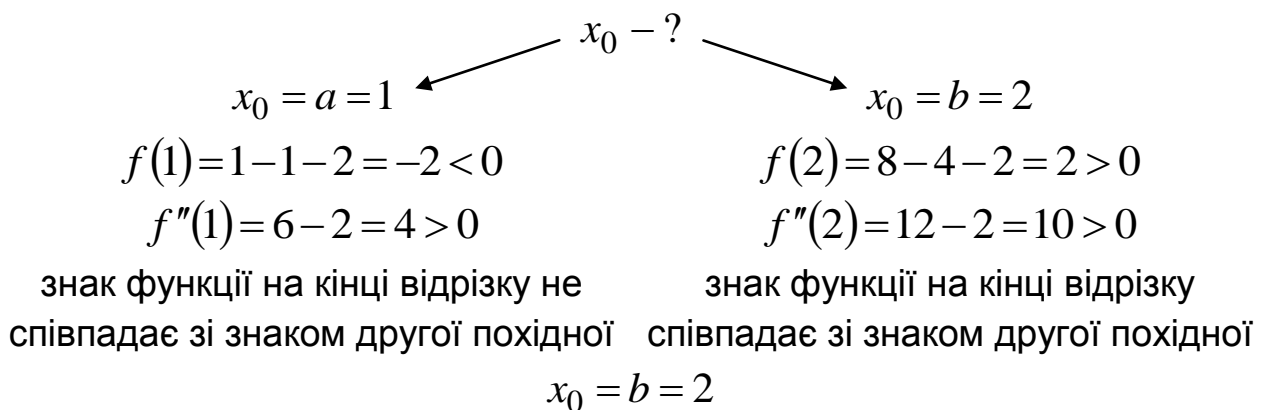 x₀ − ?
x₀ = a = 1
x₀ = b = 2
f(1) = 1 − 1 − 2 = −2 < 0
f(2) = 8 − 4 − 2 = 2 > 0
f″(1) = 6 − 2 = 4 > 0
f″(2) = 12 − 2 = 10 > 0
знак функції на кінці відрізку не
співпадає зі знаком другої похідної
знак функції на кінці відрізку
співпадає зі знаком другої похідної
x₀ = b = 2